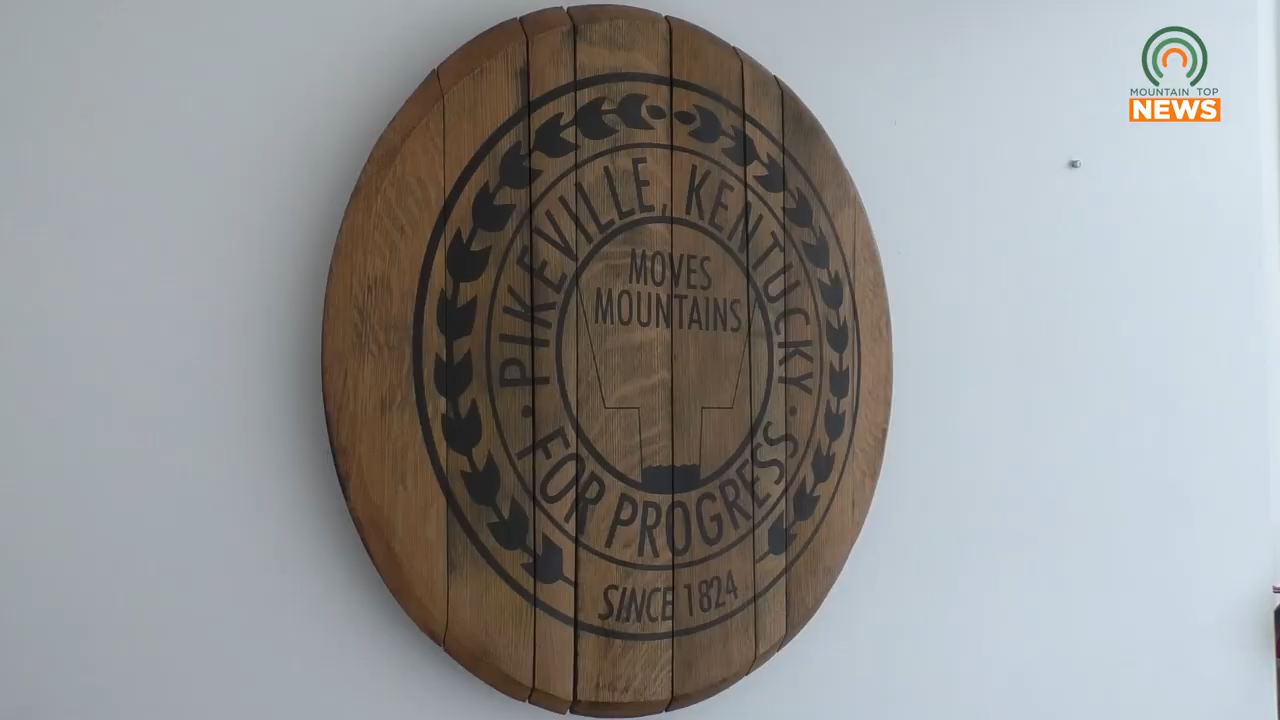 MOUNTAIN TOP
NEWS
PIKEVILLE, KENTUCKY
MOVES
MOUNTAINS
FOR PROGRESS
SINCE 1824